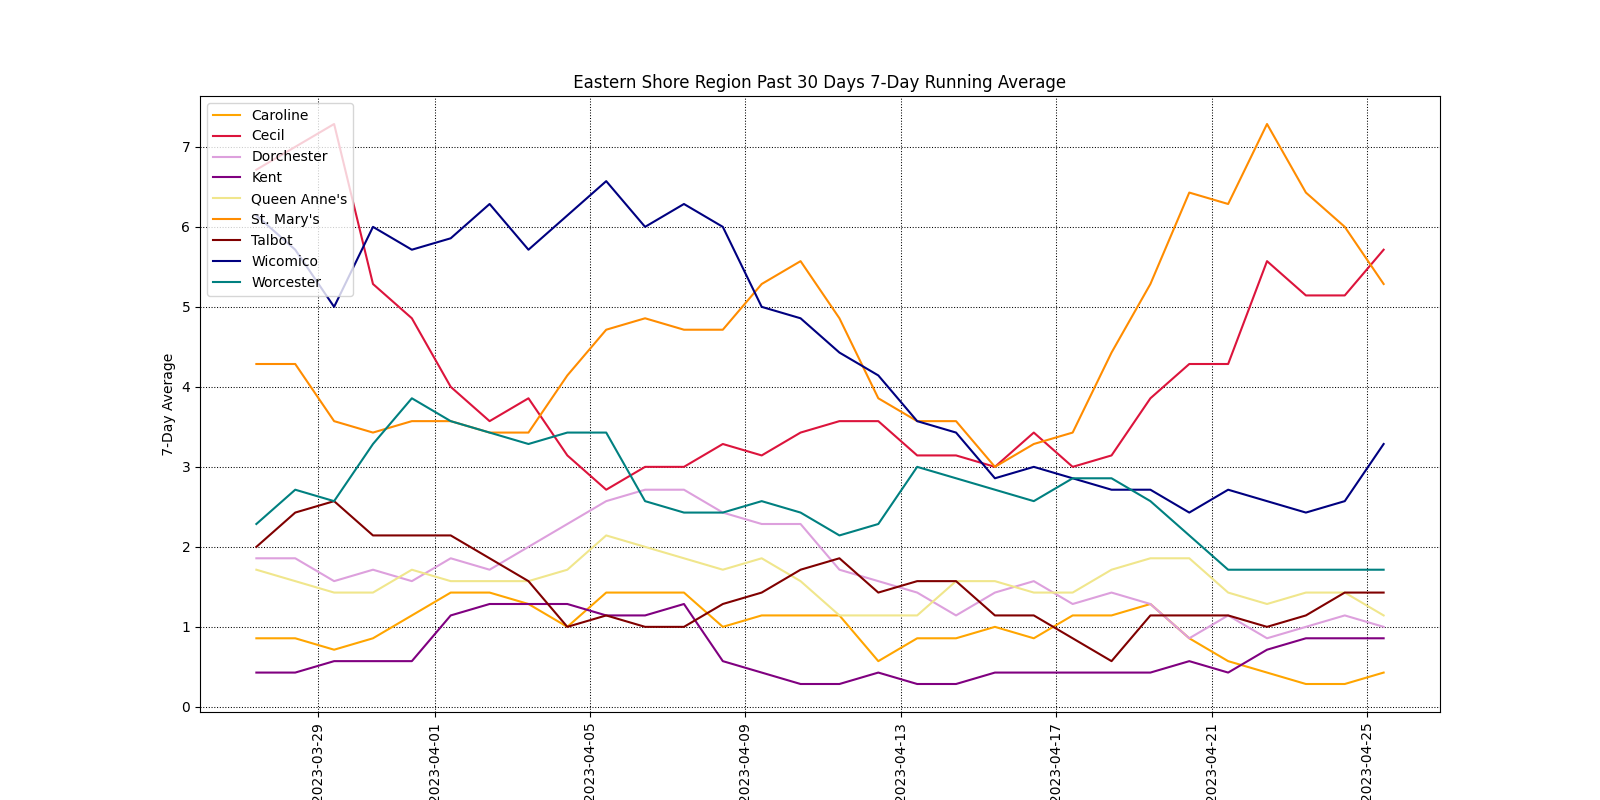 Eastern Shore Region Past 30 Days 7-Day Running Average
Caroline
Cecil
Dorchester
Kent
Queen Anne's
St. Mary's
Talbot
Wicomico
Worcester
7-Day Average
7
6
5
4
3
2
1
0
2023-03-29
2023-04-01
2023-04-05
2023-04-09
2023-04-13
2023-04-17
2023-04-21
2023-04-25